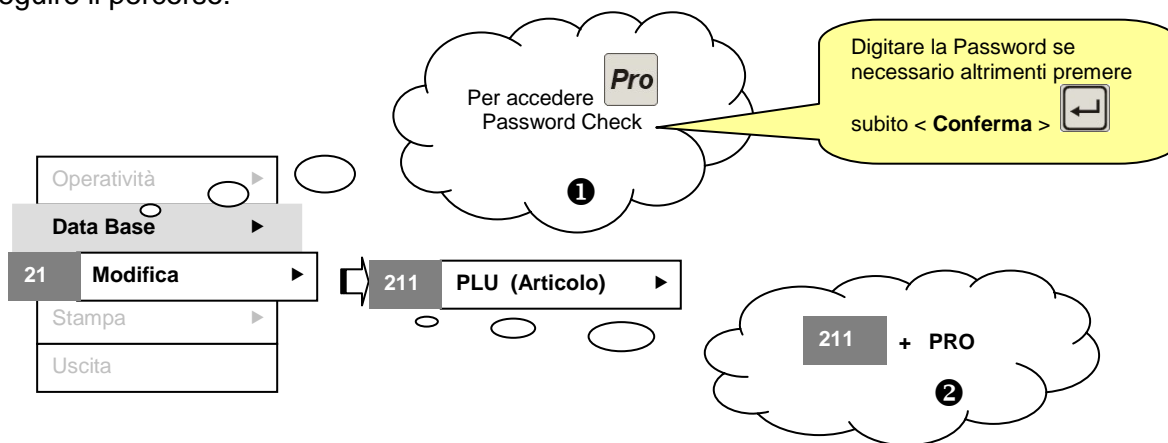 eguire il percorso:
Per accedere Pro
Password Check
❶
Digitare la Password se
necessario altrimenti premere
subito < Conferma >
Operatività ▶
Data Base ▶
21 Modifica ▶
211 PLU (Articolo) ▶
Stampa ▶
Uscita
211 + PRO
❷